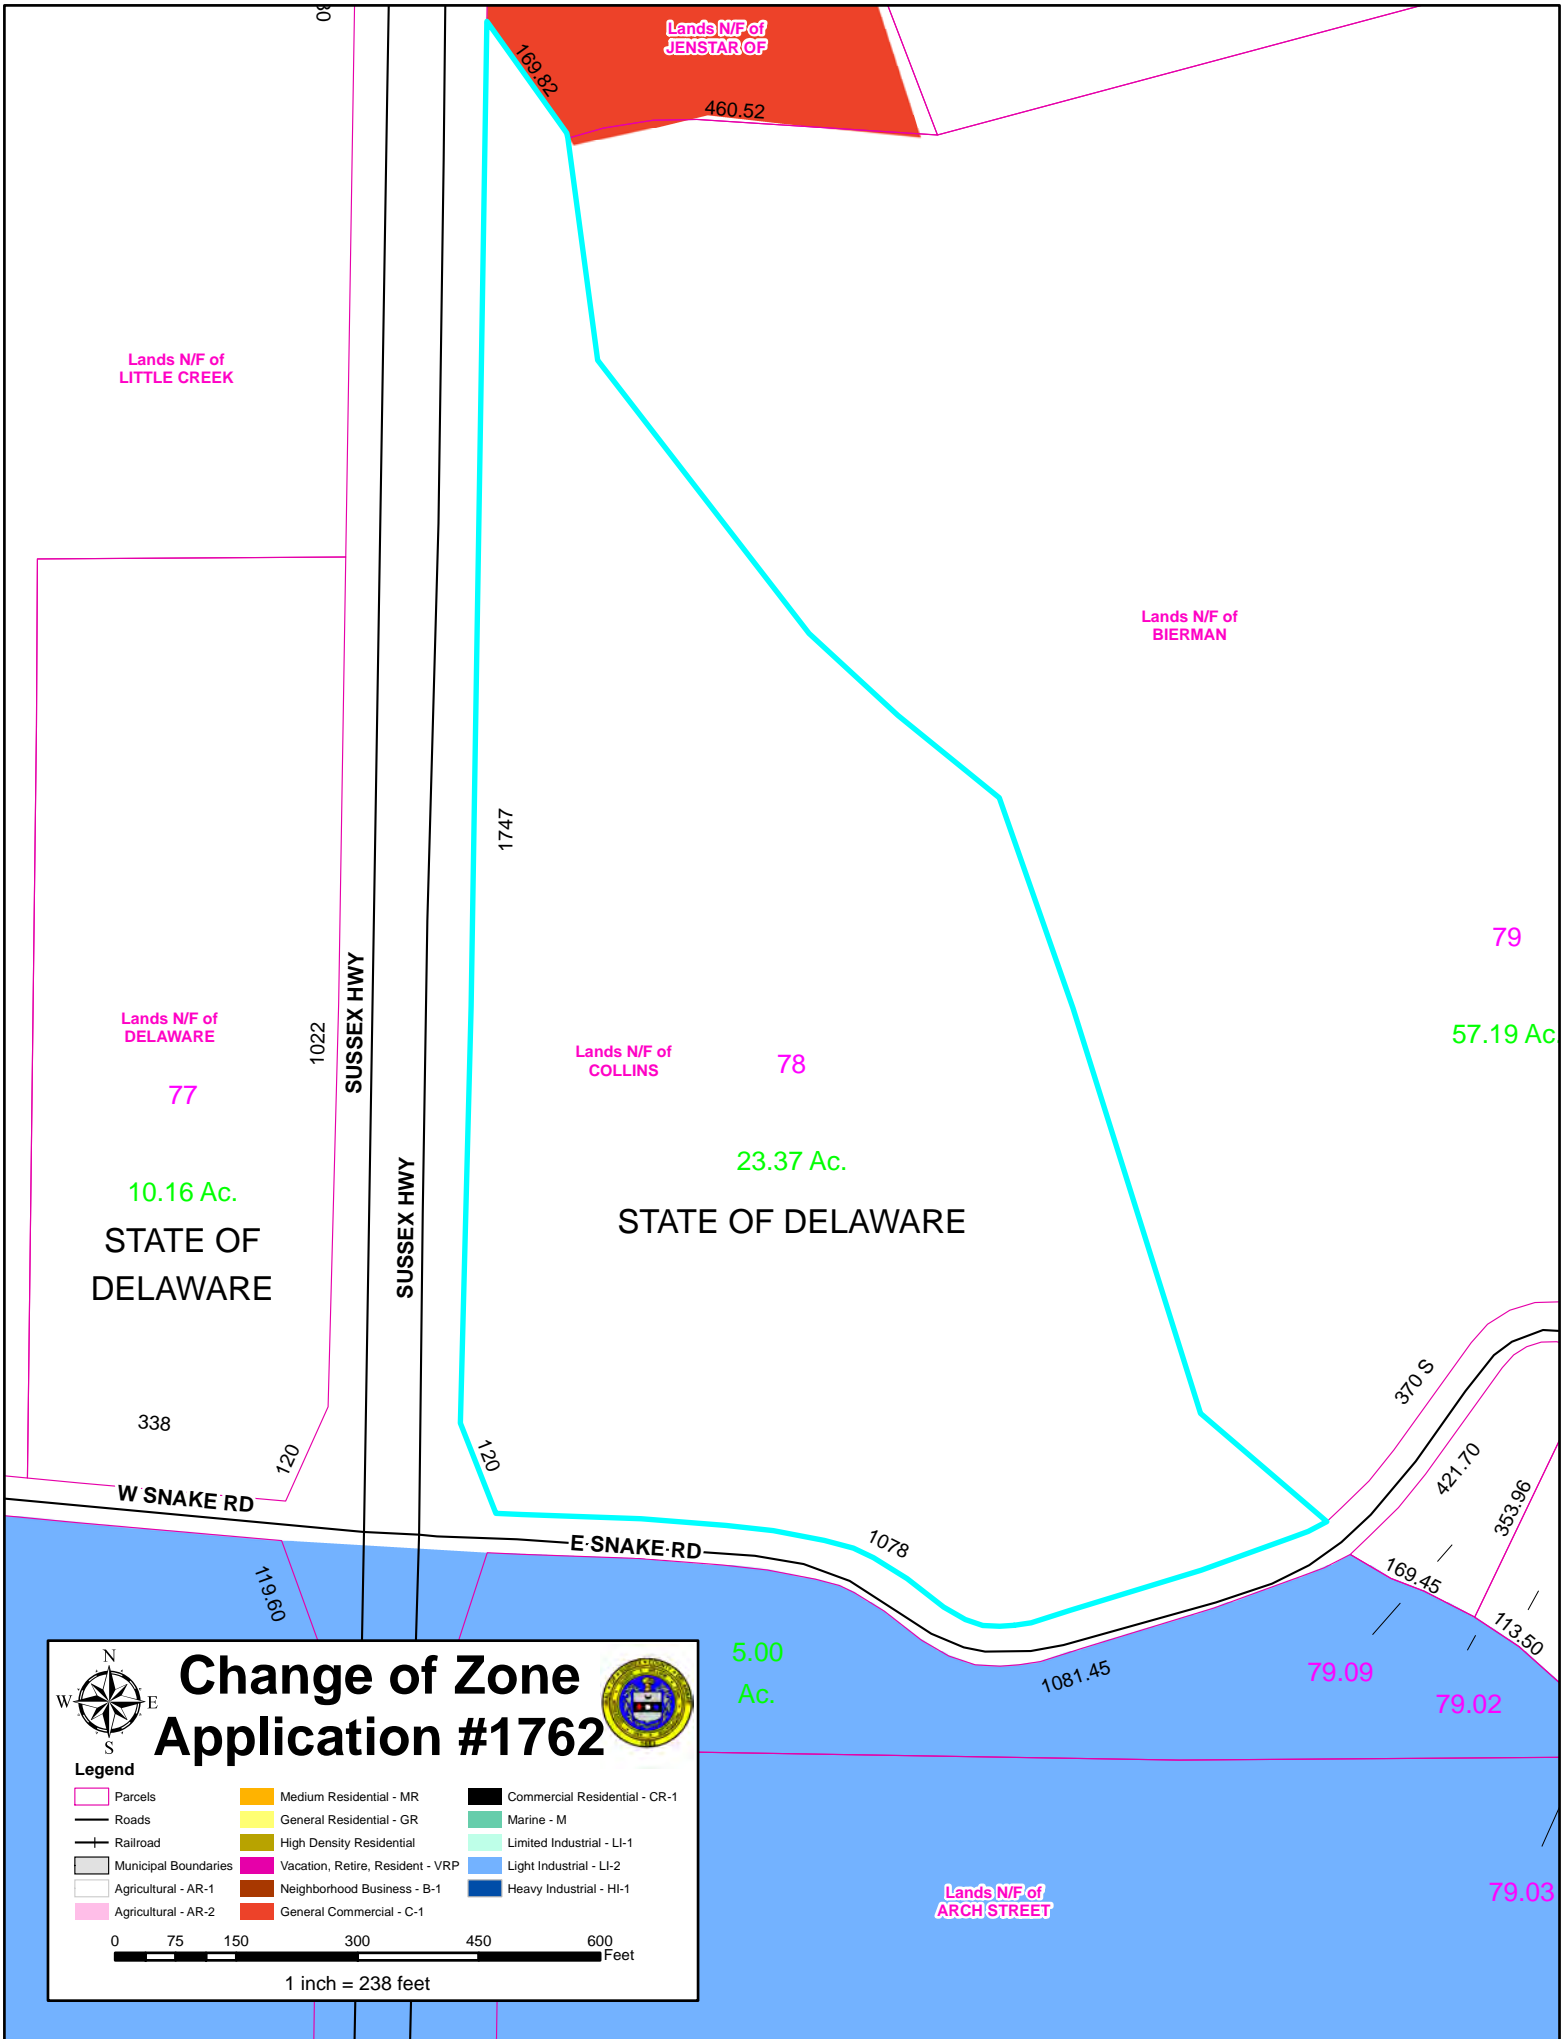 Lands N/F of
JENSTAR OF
169.82
460.52
Lands N/F of
LITTLE CREEK
Lands N/F of
BIERMAN
1747
79
57.19 Ac.
SUSSEX HWY
Lands N/F of
DELAWARE
1022
77
10.16 Ac.
STATE OF
DELAWARE
Lands N/F of
COLLINS
78
23.37 Ac.
STATE OF DELAWARE
SUSSEX HWY
338
120
120
W SNAKE RD
E SNAKE RD
1078
370 S
421.70
353.96
169.45
113.50
119.60
5.00
Ac.
1081.45
79.09
79.02
79.03
Lands N/F of
ARCH STREET
N
W
E
S
Change of Zone
Application #1762
Legend
Parcels
Roads
Railroad
Municipal Boundaries
Agricultural - AR-1
Agricultural - AR-2
Medium Residential - MR
General Residential - GR
High Density Residential
Vacation, Retire, Resident - VRP
Neighborhood Business - B-1
General Commercial - C-1
Commercial Residential - CR-1
Marine - M
Limited Industrial - LI-1
Light Industrial - LI-2
Heavy Industrial - HI-1
0 75 150 300 450 600
Feet
1 inch = 238 feet